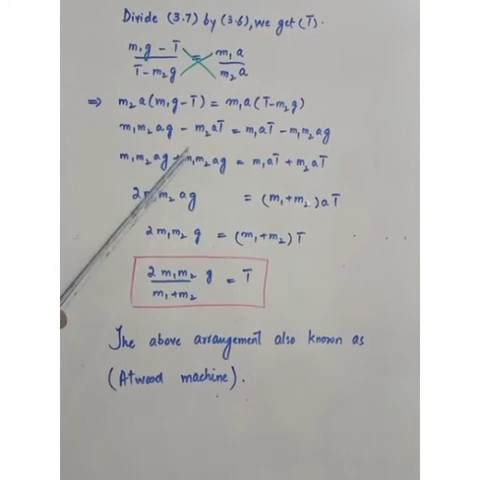 Divide (3.7) by (3.6), we get (T).
m₁g - T / T - m₂g = m₁a / m₂a
⇒ m₂a(m₁g - T) = m₁a(T - m₂g)
m₁m₂ag - m₂aT = m₁aT - m₁m₂ag
m₁m₂ag + m₁m₂ag = m₁aT + m₂aT
2m₁m₂ag = (m₁+m₂)aT
2m₁m₂g = (m₁+m₂)T
2m₁m₂ / m₁+m₂ g = T
The above arrangement also known as
(Atwood machine).